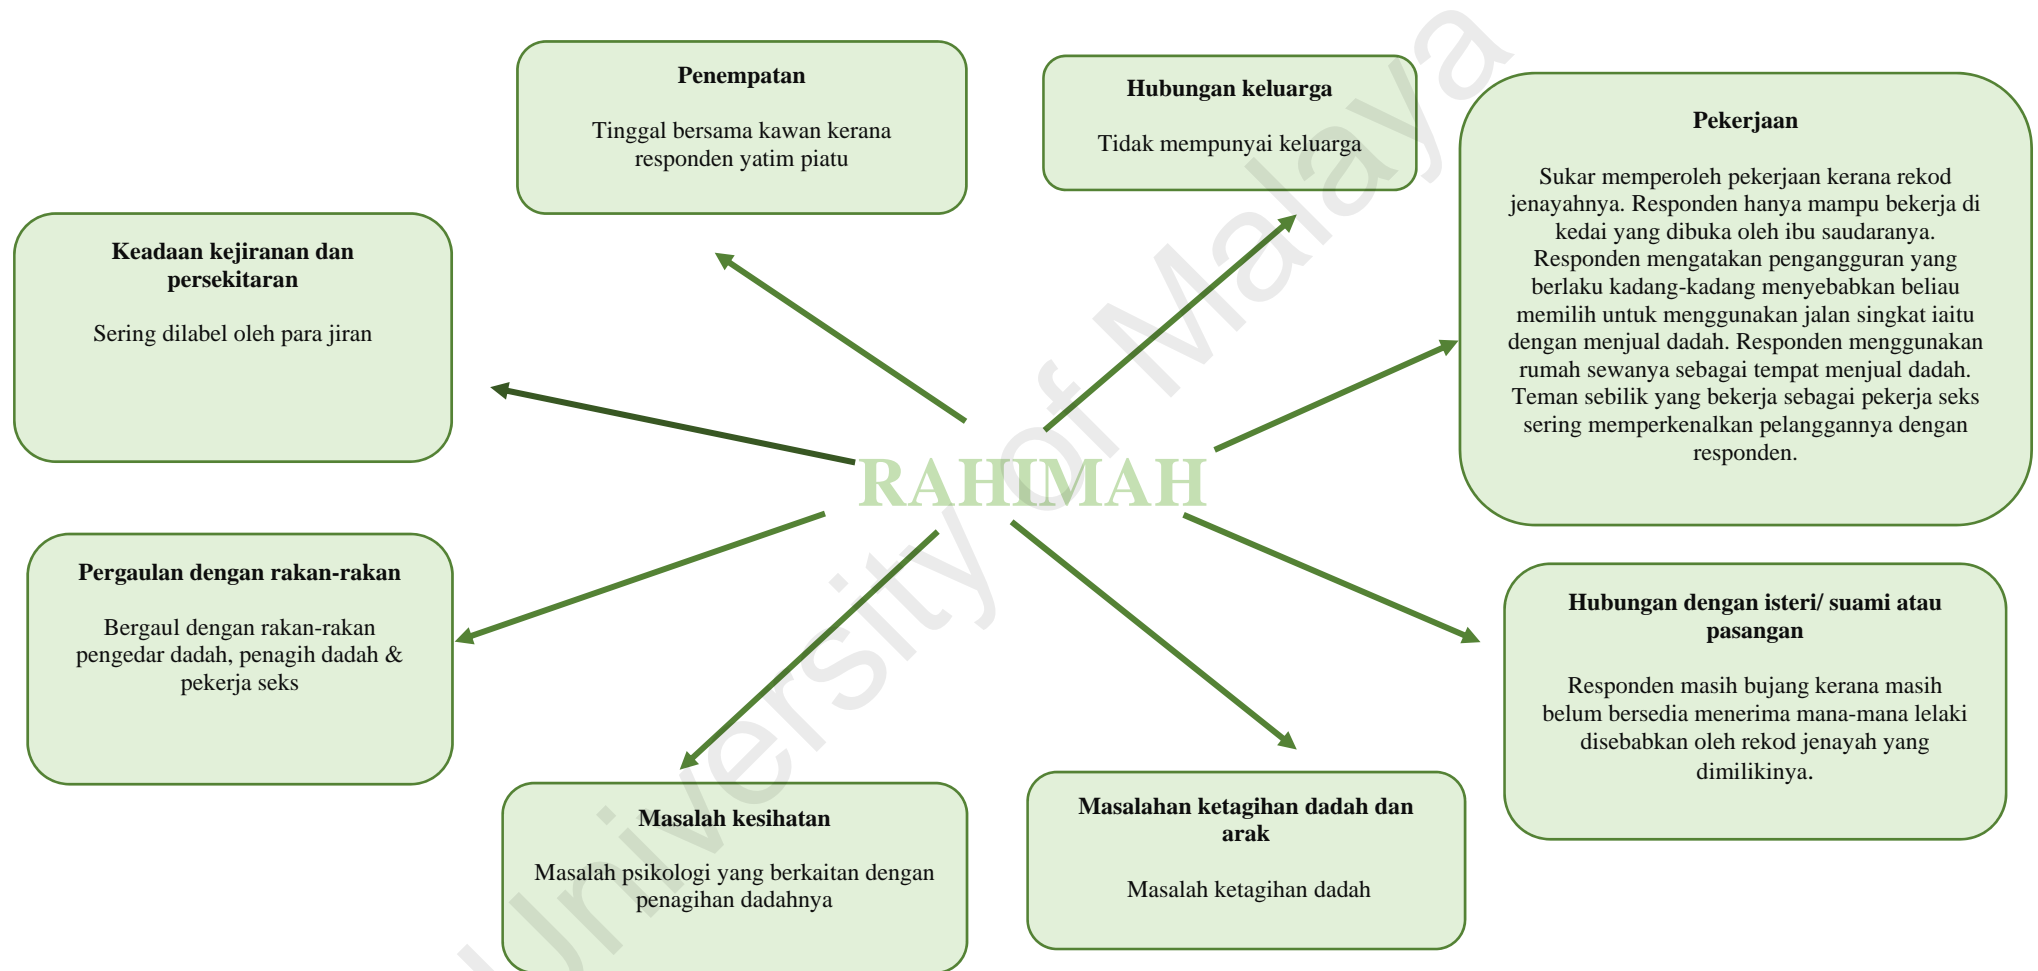 Penempatan
Tinggal bersama kawan kerana
responden yatim piatu
Hubungan keluarga
Tidak mempunyai keluarga
Pekerjaan
Sukar memperoleh pekerjaan kerana rekod
jenayahnya. Responden hanya mampu bekerja di
kedai yang dibuka oleh ibu saudaranya.
Responden mengatakan pengangguran yang
berlaku kadang-kadang menyebabkan beliau
memilih untuk menggunakan jalan singkat iaitu
dengan menjual dadah. Responden menggunakan
rumah sewanya sebagai tempat menjual dadah.
Teman sebilik yang bekerja sebagai pekerja seks
sering memperkenalkan pelanggannya dengan
responden.
Keadaan kejiranan dan
persekitaran
Sering dilabel oleh para jiran
RAHIMAH
Pergaulan dengan rakan-rakan
Bergaul dengan rakan-rakan
pengedar dadah, penagih dadah &
pekerja seks
Hubungan dengan isteri/ suami atau
pasangan
Responden masih bujang kerana masih
belum bersedia menerima mana-mana lelaki
disebabkan oleh rekod jenayah yang
dimilikinya.
Masalah kesihatan
Masalah psikologi yang berkaitan dengan
penagihan dadahnya
Masalahan ketagihan dadah dan
arak
Masalah ketagihan dadah
University of Malaya